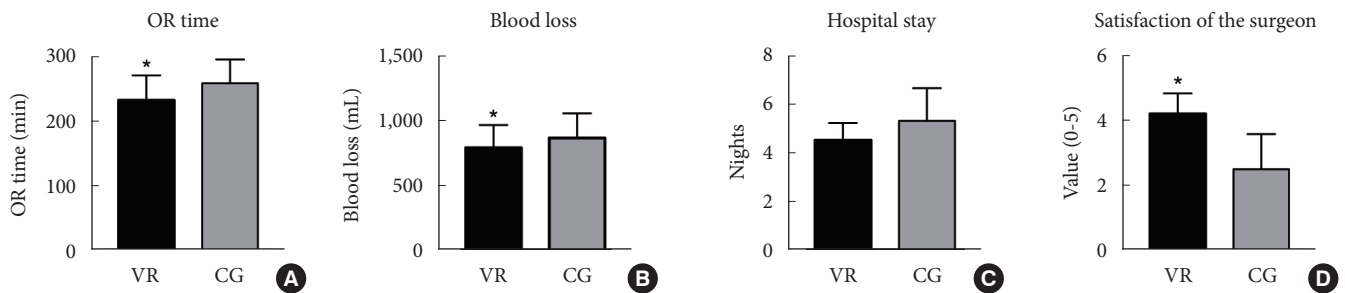 OR time
OR time (min)
300
200
100
0
*
VR
CG
A
Blood loss
Blood loss (mL)
1,500
1,000
500
0
*
VR
CG
B
Hospital stay
Nights
8
6
4
2
0
VR
CG
C
Satisfaction of the surgeon
Value (0-5)
6
4
2
0
*
VR
CG
D